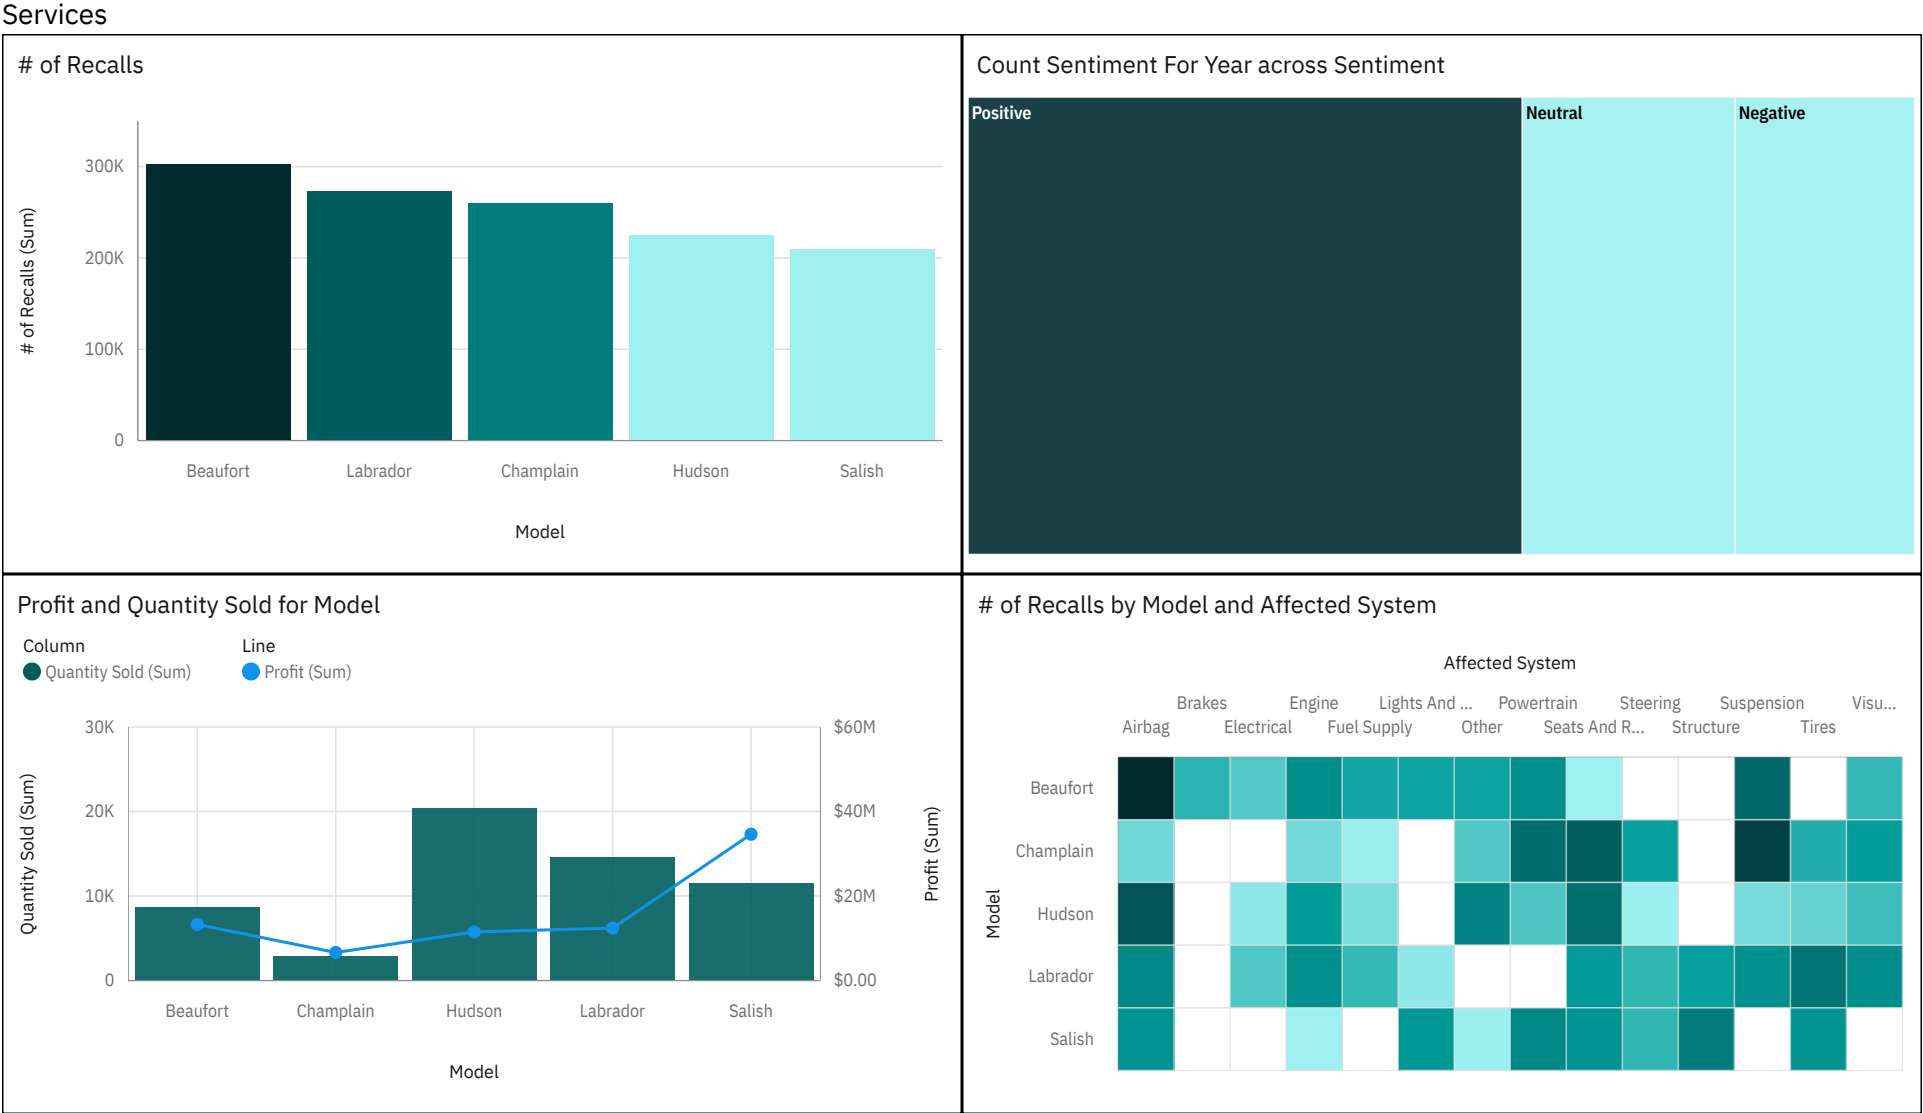 Services
# of Recalls
# of Recalls (Sum)
300K
200K
100K
0
Beaufort
Labrador
Champlain
Hudson
Salish
Model
Count Sentiment For Year across Sentiment
Positive
Neutral
Negative
Profit and Quantity Sold for Model
Column
Line
Quantity Sold (Sum)
Profit (Sum)
Quantity Sold (Sum)
30K
20K
10K
0
$60M
$40M
$20M
$0.00
Profit (Sum)
Beaufort
Champlain
Hudson
Labrador
Salish
Model
# of Recalls by Model and Affected System
Affected System
Brakes
Engine
Lights And ...
Powertrain
Steering
Suspension
Visu...
Airbag
Electrical
Fuel Supply
Other
Seats And R...
Structure
Tires
Model
Beaufort
Champlain
Hudson
Labrador
Salish